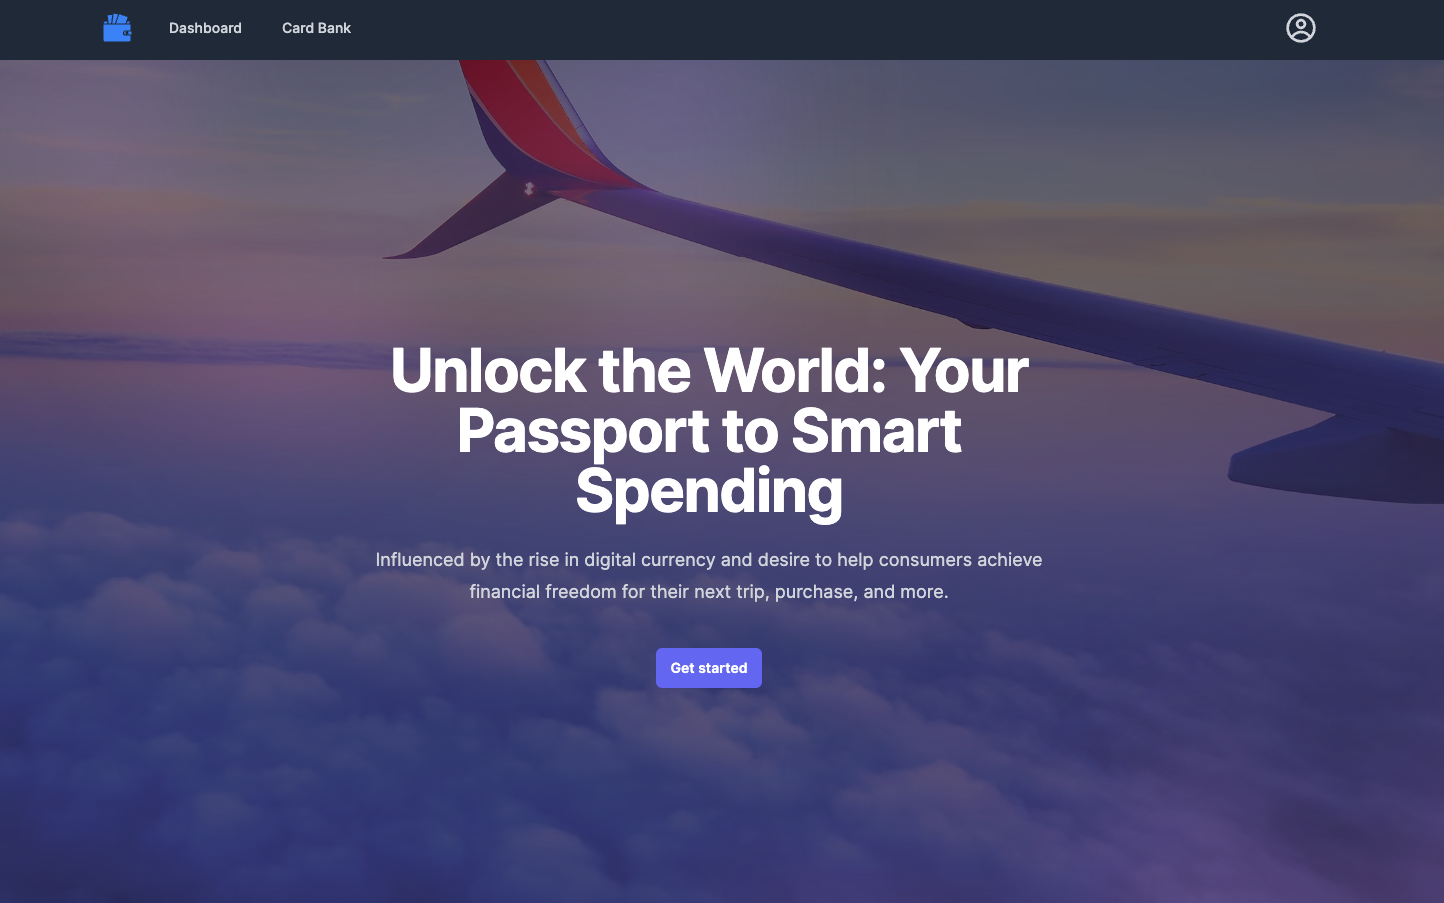 Dashboard
Card Bank
Unlock the World: Your
Passport to Smart
Spending
Influenced by the rise in digital currency and desire to help consumers achieve
financial freedom for their next trip, purchase, and more.
Get started